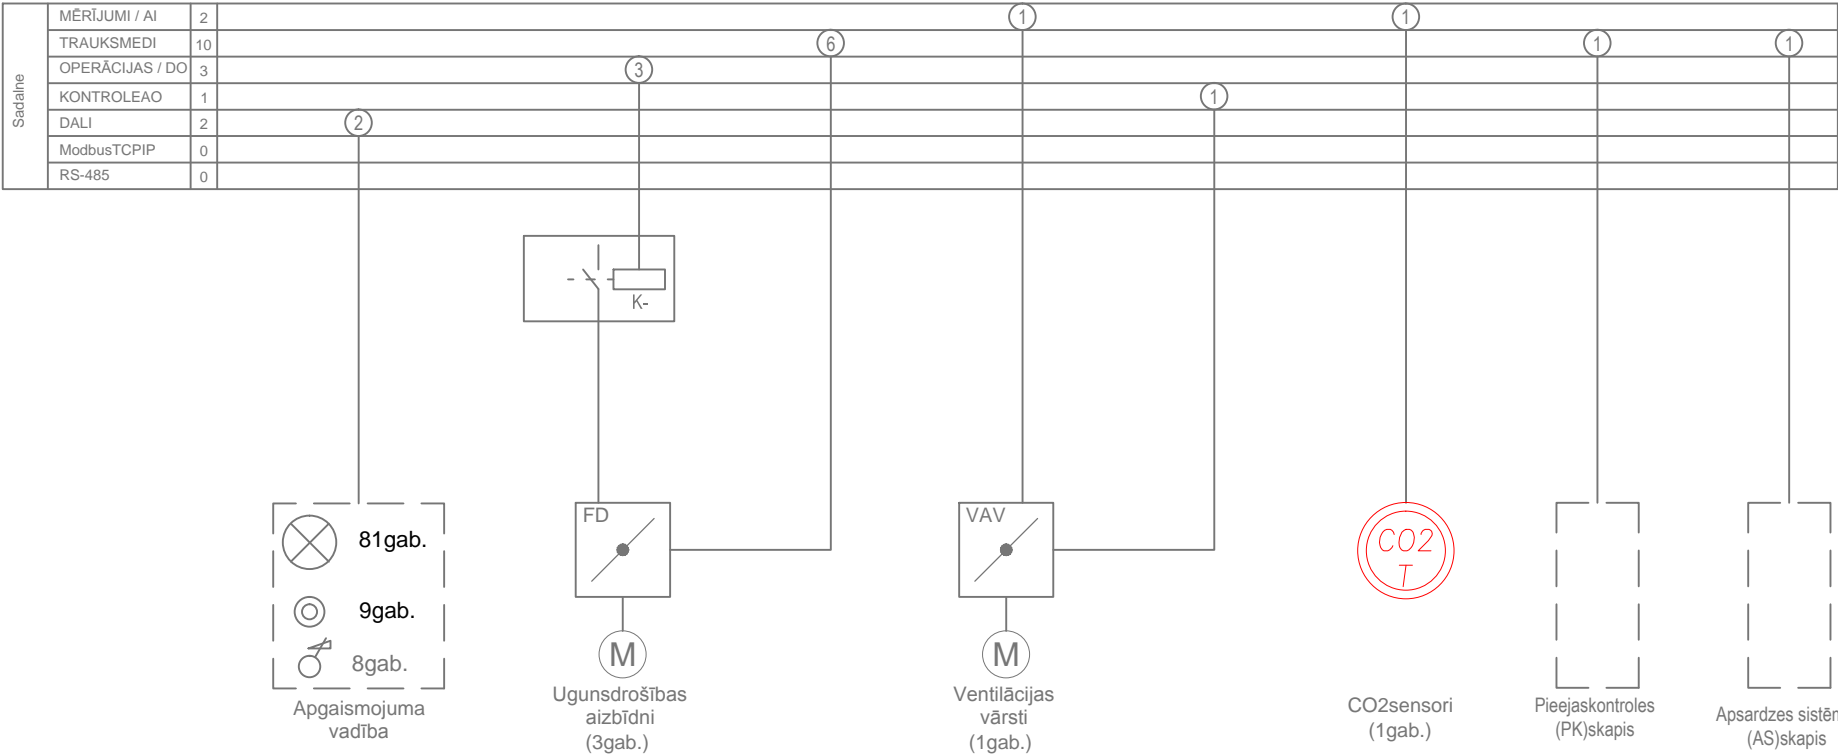 Sadalne
MĒRĪJUMI / AI 2 1 1
TRAUKSMEDI 10 6 1 1
OPERĀCIJAS / DO 3 3
KONTROLEAO 1 1
DALI 2 2
ModbusTCPIP 0
RS-485 0
K-
FD
VAV
CO2
T
81gab.
9gab.
8gab.
M
M
Apgaismojuma
vadība
Ugunsdrošības
aizbīdni
(3gab.)
Ventilācijas
vārsti
(1gab.)
CO2sensori
(1gab.)
Pieejaskontroles
(PK)skapis
Apsardzes sistēm
(AS)skapis